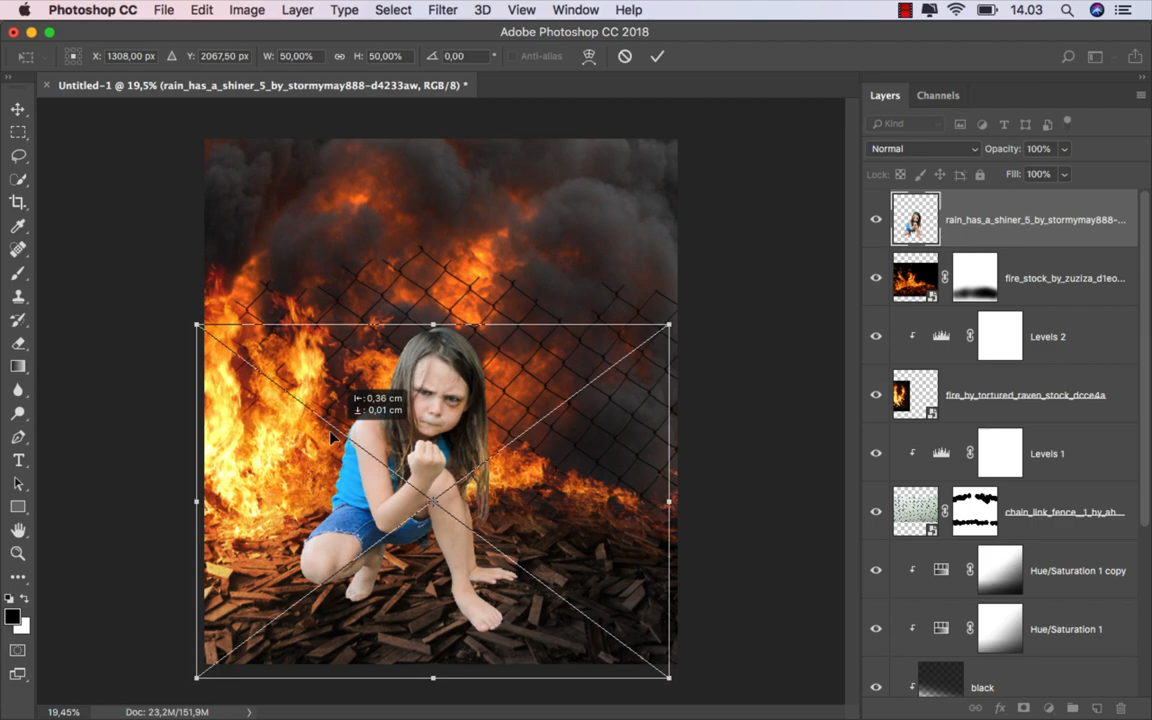 Photoshop CC File Edit Image Layer Type Select Filter 3D View Window Help 14.03
Adobe Photoshop CC 2018
X: 1308,00 px Y: 2067,50 px W: 50,00% H: 50,00% 0,00 ° Anti-alias
Untitled-1 @ 19,5% (rain_has_a_shiner_5_by_stormymay888-d4233aw, RGB/8) *
Layers Channels
Kind
Normal Opacity: 100%
Lock: Fill: 100%
rain_has_a_shiner_5_by_stormymay888-...
fire_stock_by_zuziza_d1eo...
Levels 2
fire_by_tortured_raven_stock_dcce4a
Levels 1
chain_link_fence__1_by_ah...
Hue/Saturation 1 copy
Hue/Saturation 1
black
0,36 cm
0,01 cm
19,45% Doc: 23,2M/151,9M